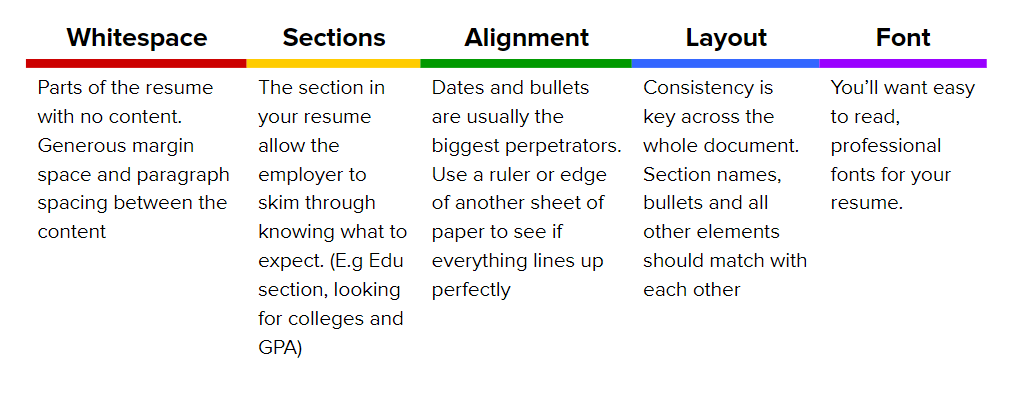 Whitespace
Parts of the resume
with no content.
Generous margin
space and paragraph
spacing between the
content
Sections
The section in
your resume
allow the
employer to
skim through
knowing what to
expect. (E.g Edu
section, looking
for colleges and
GPA)
Alignment
Dates and bullets
are usually the
biggest perpetrators.
Use a ruler or edge
of another sheet of
paper to see if
everything lines up
perfectly
Layout
Consistency is
key across the
whole document.
Section names,
bullets and all
other elements
should match with
each other
Font
You’ll want easy
to read,
professional
fonts for your
resume.